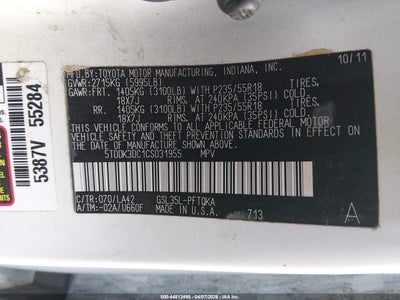 MFD.BY:TOYOTA MOTOR MANUFACTURING, INDIANA, INC. 10/11
GVWR:2715KG (5995LB)
GAWR:FRT. 1405KG (3100LB) WITH P235/55R18 TIRES,
18X7J RIMS, AT 240KPA (35PSI) COLD.
RR. 1405KG (3100LB) WITH P235/55R18 TIRES,
18X7J RIMS, AT 240KPA (35PSI) COLD.
THIS VEHICLE CONFORMS TO ALL APPLICABLE FEDERAL MOTOR
VEHICLE SAFETY, AND THEFT PREVENTION STANDARDS IN EFFECT ON THE
DATE OF MANUFACTURE SHOWN ABOVE.
5TDDK3DC1CS031955 MPV
C/TR:070/LA42 GSL35L-PFTQKA
A/TM:-02A/U660F MADE IN U.S.A. 713
A
5387V 55284
000-44812498 - 04/07/2026 - IAA Inc.